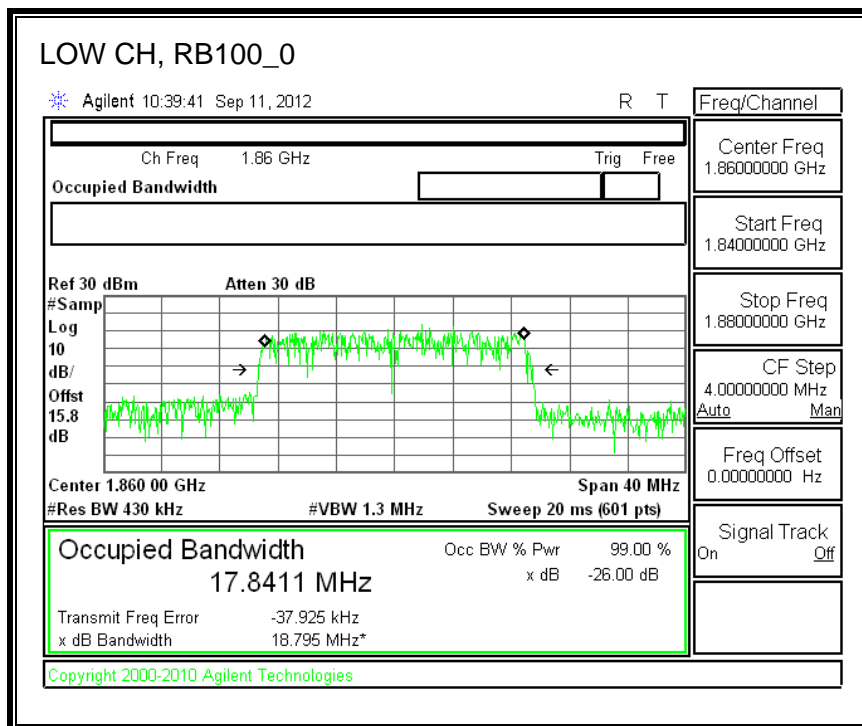 LOW CH, RB100_0
Agilent 10:39:41 Sep 11, 2012 R T
Freq/Channel
Ch Freq 1.86 GHz Trig Free
Occupied Bandwidth
Center Freq
1.86000000 GHz
Start Freq
1.84000000 GHz
Stop Freq
1.88000000 GHz
CF Step
4.00000000 MHz
Auto Man
Freq Offset
0.00000000 Hz
Signal Track
On Off
Ref 30 dBm Atten 30 dB
#Samp
Log
10
dB/
Offst
15.8
dB
Center 1.860 00 GHz Span 40 MHz
#Res BW 430 kHz #VBW 1.3 MHz Sweep 20 ms (601 pts)
Occupied Bandwidth Occ BW % Pwr 99.00 %
17.8411 MHz x dB -26.00 dB
Transmit Freq Error -37.925 kHz
x dB Bandwidth 18.795 MHz*
Copyright 2000-2010 Agilent Technologies